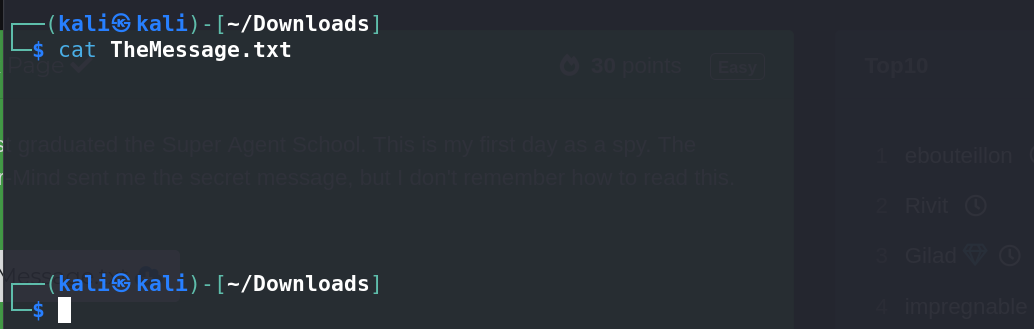 ┌──(kali㉿kali)-[~/Downloads]
└─$ cat TheMessage.txt
Page
30 points
Easy
Top10
graduated the Super Agent School. This is my first day as a spy. The
-Mind sent me the secret message, but I don't remember how to read this
1 ebouteillon
2 Rivit
3 Gilad
4 impregnable
┌──(kali㉿kali)-[~/Downloads]
└─$